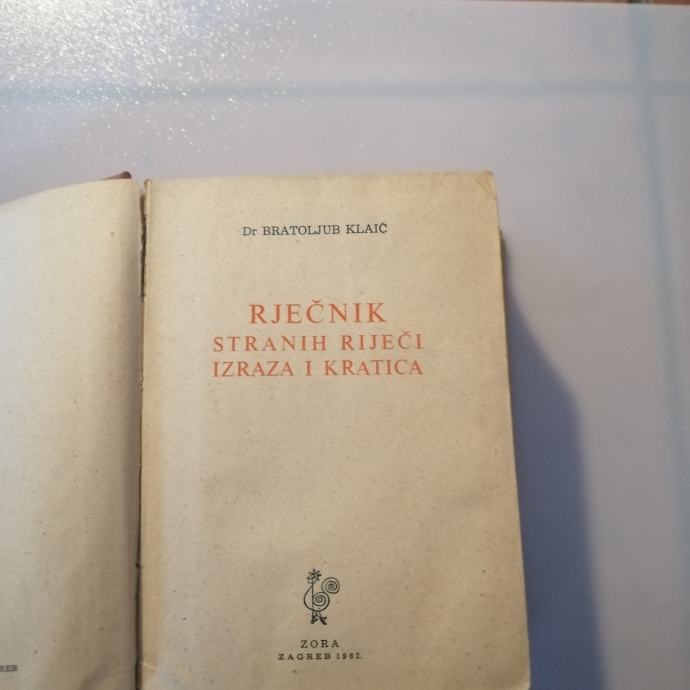 Dr BRATOLJUB KLAIĆ
RJEČNIK
STRANIH RIJEČI
IZRAZA I KRATICA
ZORA
ZAGREB 1962.